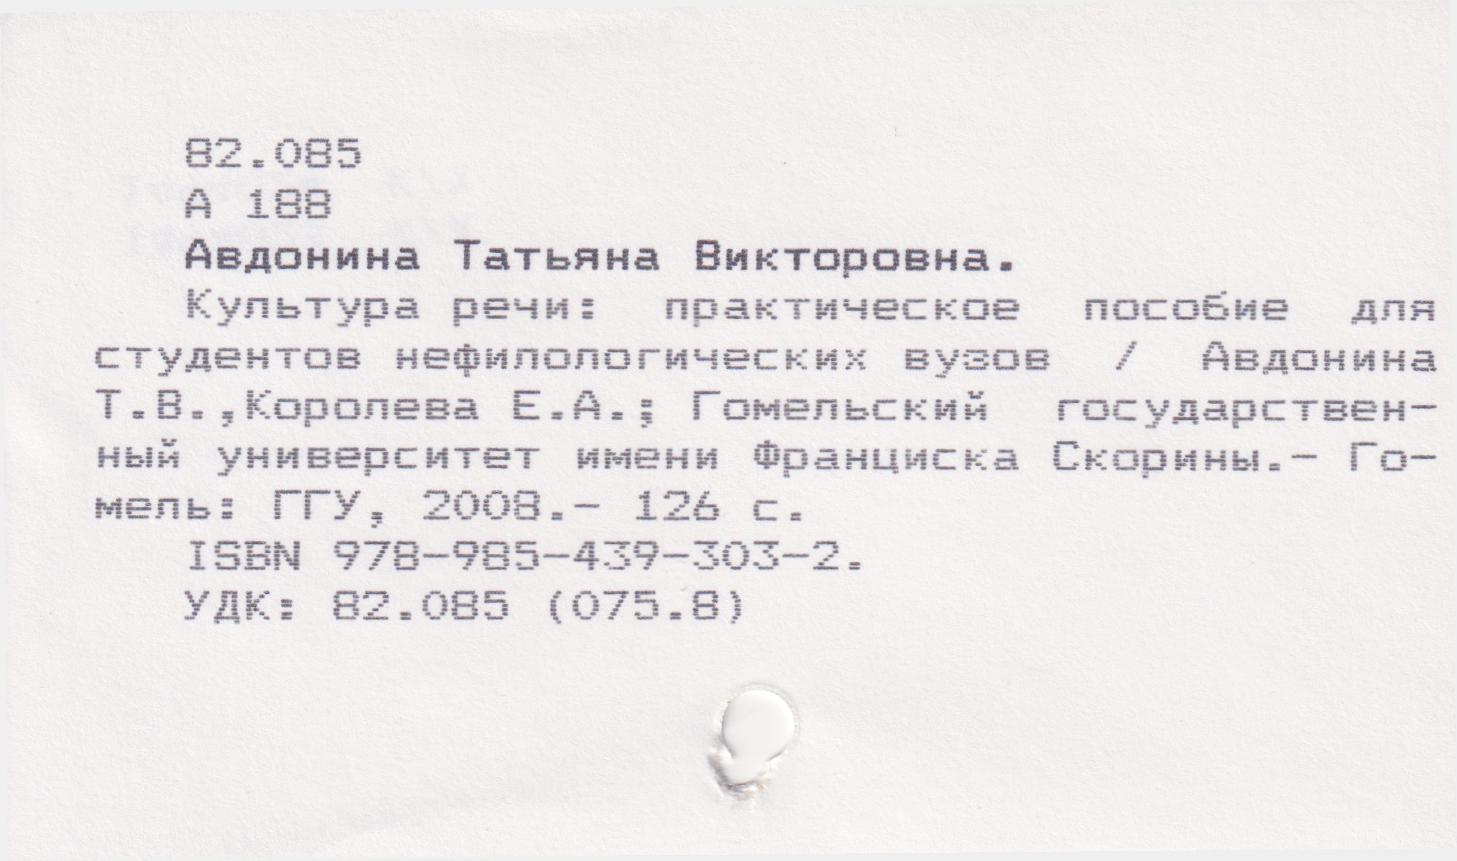 82.085
А 188
Авдонина Татьяна Викторовна.
Культура речи: практическое пособие для
студентов нефилологических вузов / Авдонина
Т.В.,Королева Е.А.; Гомельский государствен-
ный университет имени Франциска Скорины.- Го-
мель: ГГУ, 2008.- 126 с.
ISBN 978-985-439-303-2.
УДК: 82.085 (075.8)